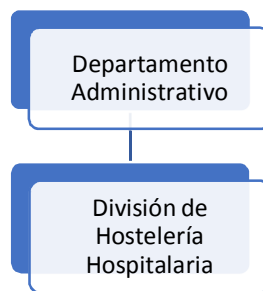 Departamento
Administrativo
División de
Hostelería
Hospitalaria